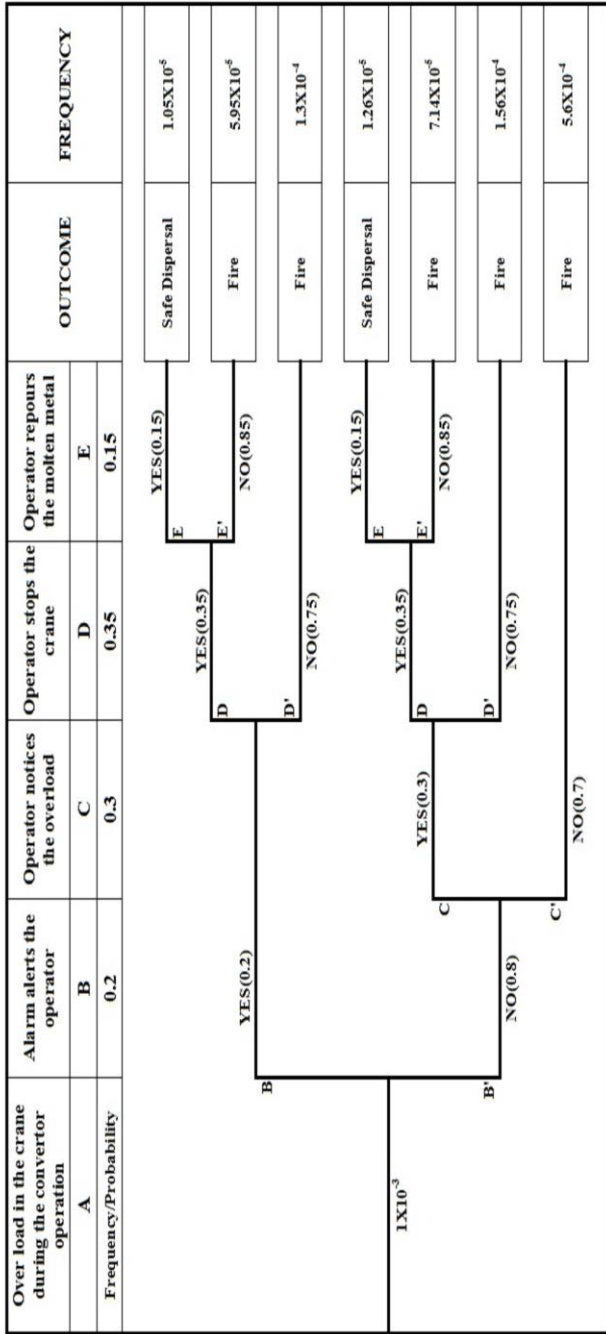 Over load in the crane
during the convertor
operation
Alarm alerts the
operator
Operator notices
the overload
Operator stops the
crane
Operator repours
the molten metal
OUTCOME
FREQUENCY
A
B
C
D
E
Frequency/Probability
0.2
0.3
0.35
0.15
YES(0.15)
E
Safe Dispersal
1.05X10⁻⁵
YES(0.35)
E'
NO(0.85)
Fire
5.95X10⁻⁵
D
YES(0.2)
D'
NO(0.75)
Fire
1.3X10⁻⁴
B
YES(0.15)
E
Safe Dispersal
1.26X10⁻⁵
1X10⁻³
YES(0.35)
E'
NO(0.85)
Fire
7.14X10⁻⁵
D
YES(0.3)
D'
NO(0.75)
Fire
1.56X10⁻⁴
C
B'
NO(0.8)
C'
NO(0.7)
Fire
5.6X10⁻⁴